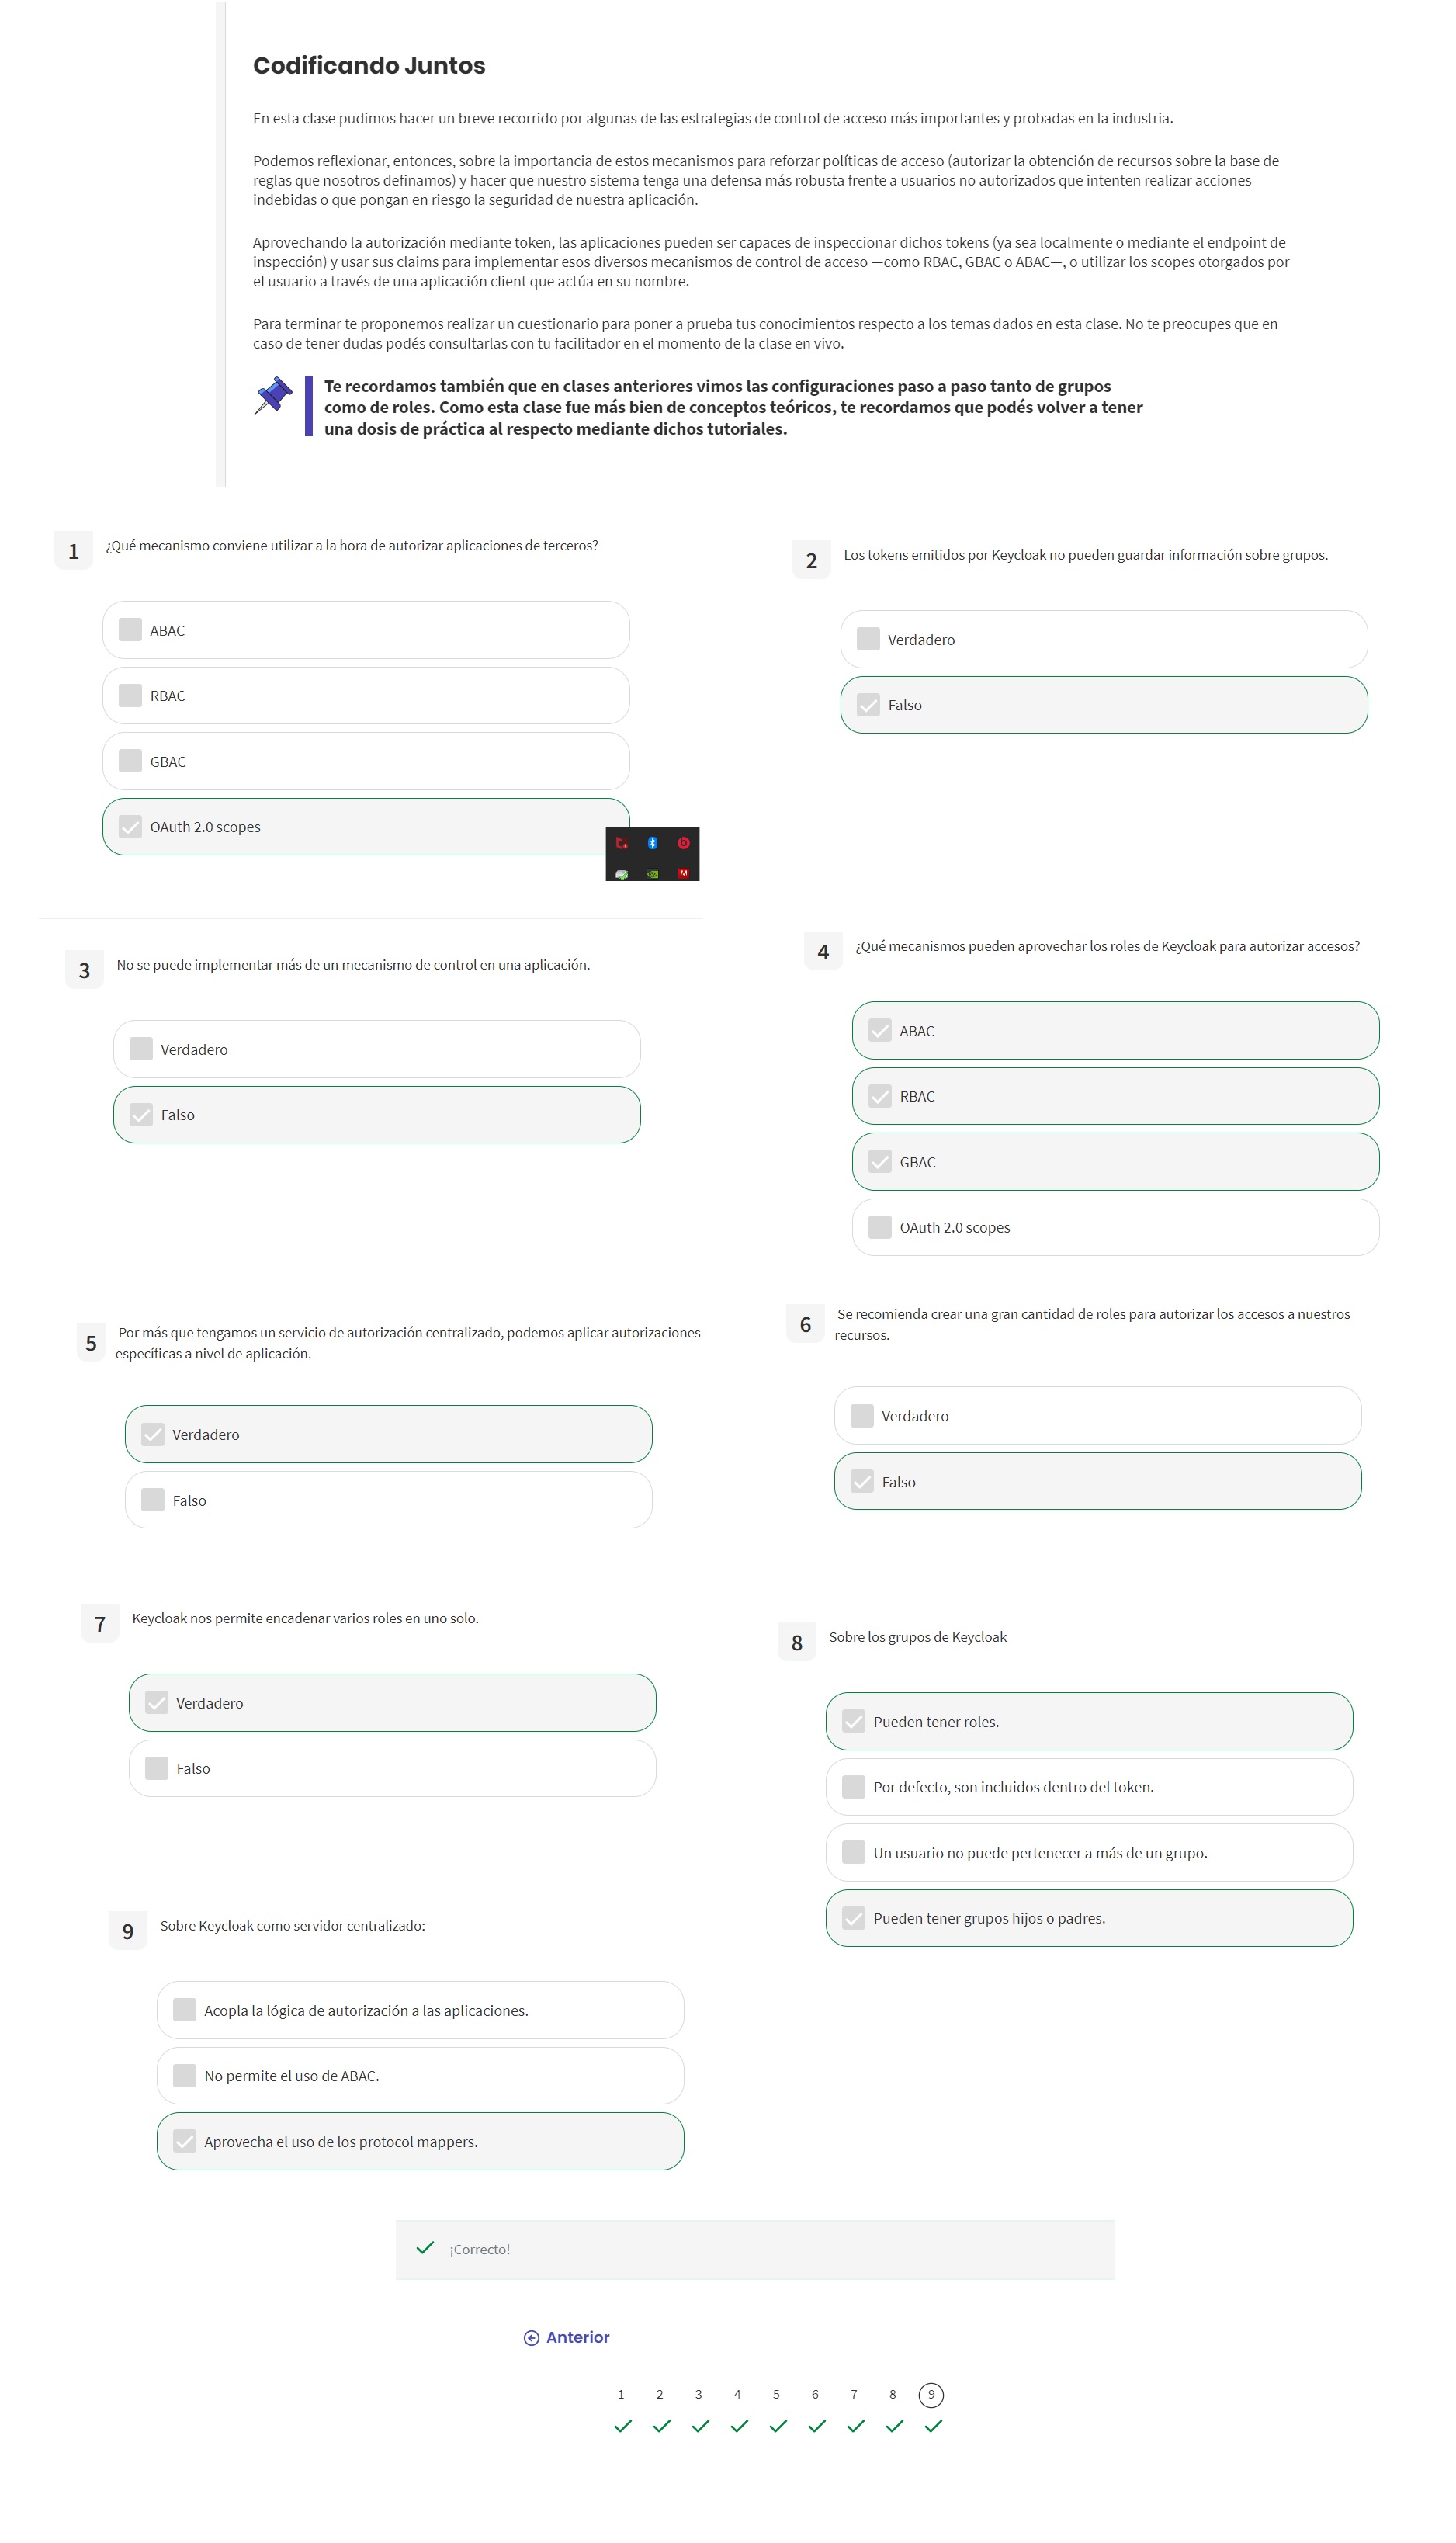 Codificando Juntos
En esta clase pudimos hacer un breve recorrido por algunas de las estrategias de control de acceso más importantes y probadas en la industria.
Podemos reflexionar, entonces, sobre la importancia de estos mecanismos para reforzar políticas de acceso (autorizar la obtención de recursos sobre la base de
reglas que nosotros definamos) y hacer que nuestro sistema tenga una defensa más robusta frente a usuarios no autorizados que intenten realizar acciones
indebidas o que pongan en riesgo la seguridad de nuestra aplicación.
Aprovechando la autorización mediante token, las aplicaciones pueden ser capaces de inspeccionar dichos tokens (ya sea localmente o mediante el endpoint de
inspección) y usar sus claims para implementar esos diversos mecanismos de control de acceso —como RBAC, GBAC o ABAC—, o utilizar los scopes otorgados por
el usuario a través de una aplicación client que actúa en su nombre.
Para terminar te proponemos realizar un cuestionario para poner a prueba tus conocimientos respecto a los temas dados en esta clase. No te preocupes que en
caso de tener dudas podés consultarlas con tu facilitador en el momento de la clase en vivo.
Te recordamos también que en clases anteriores vimos las configuraciones paso a paso tanto de grupos
como de roles. Como esta clase fue más bien de conceptos teóricos, te recordamos que podés volver a tener
una dosis de práctica al respecto mediante dichos tutoriales.
1 ¿Qué mecanismo conviene utilizar a la hora de autorizar aplicaciones de terceros?
ABAC
RBAC
GBAC
OAuth 2.0 scopes
2 Los tokens emitidos por Keycloak no pueden guardar información sobre grupos.
Verdadero
Falso
3 No se puede implementar más de un mecanismo de control en una aplicación.
Verdadero
Falso
4 ¿Qué mecanismos pueden aprovechar los roles de Keycloak para autorizar accesos?
ABAC
RBAC
GBAC
OAuth 2.0 scopes
5 Por más que tengamos un servicio de autorización centralizado, podemos aplicar autorizaciones
específicas a nivel de aplicación.
Verdadero
Falso
6 Se recomienda crear una gran cantidad de roles para autorizar los accesos a nuestros
recursos.
Verdadero
Falso
7 Keycloak nos permite encadenar varios roles en uno solo.
Verdadero
Falso
8 Sobre los grupos de Keycloak
Pueden tener roles.
Por defecto, son incluidos dentro del token.
Un usuario no puede pertenecer a más de un grupo.
Pueden tener grupos hijos o padres.
9 Sobre Keycloak como servidor centralizado:
Acopla la lógica de autorización a las aplicaciones.
No permite el uso de ABAC.
Aprovecha el uso de los protocol mappers.
¡Correcto!
Anterior
1 2 3 4 5 6 7 8 9